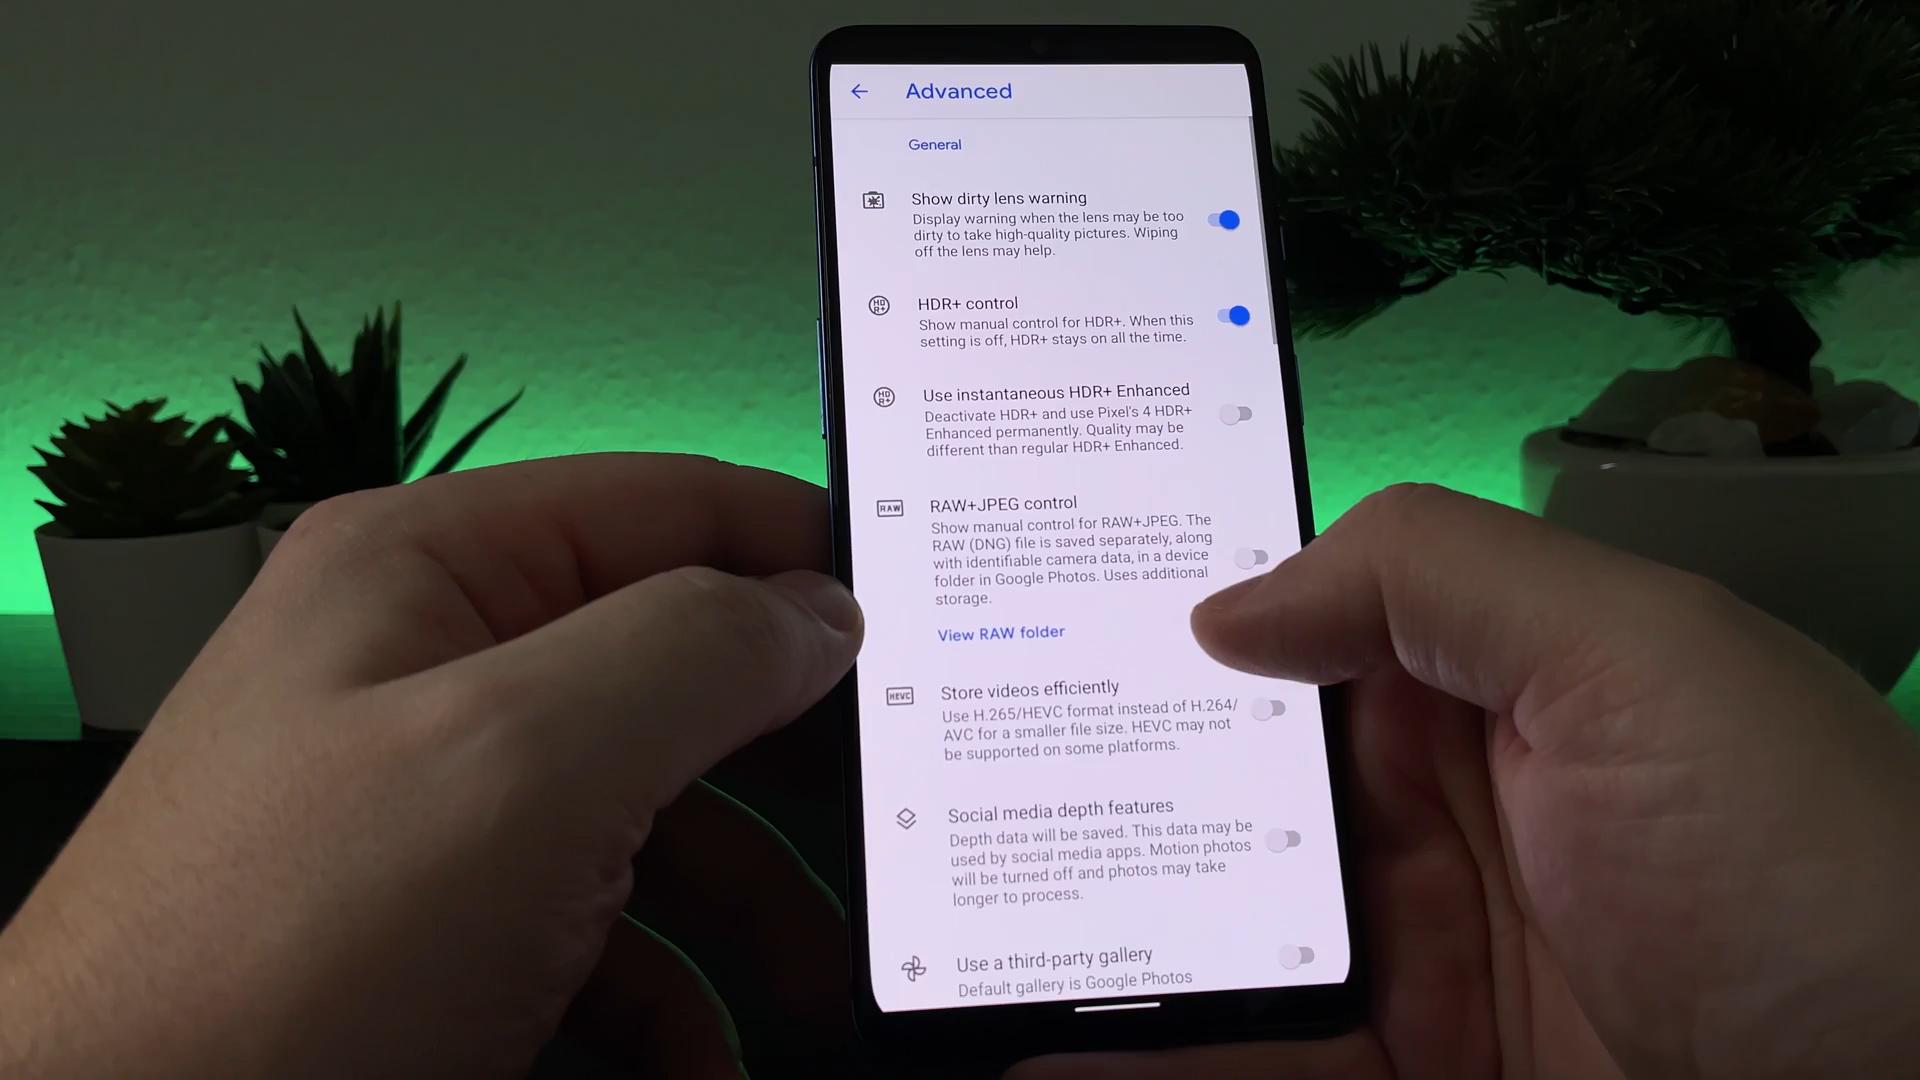 Advanced
General
Show dirty lens warning
Display warning when the lens may be too
dirty to take high-quality pictures. Wiping
off the lens may help.
HD
R+
HDR+ control
Show manual control for HDR+. When this
setting is off, HDR+ stays on all the time.
HD
R+
Use instantaneous HDR+ Enhanced
Deactivate HDR+ and use Pixel's 4 HDR+
Enhanced permanently. Quality may be
different than regular HDR+ Enhanced.
RAW
RAW+JPEG control
Show manual control for RAW+JPEG. The
RAW (DNG) file is saved separately, along
with identifiable camera data, in a device
folder in Google Photos. Uses additional
storage.
View RAW folder
HEVC
Store videos efficiently
Use H.265/HEVC format instead of H.264/
AVC for a smaller file size. HEVC may not
be supported on some platforms.
Social media depth features
Depth data will be saved. This data may be
used by social media apps. Motion photos
will be turned off and photos may take
longer to process.
Use a third-party gallery
Default gallery is Google Photos